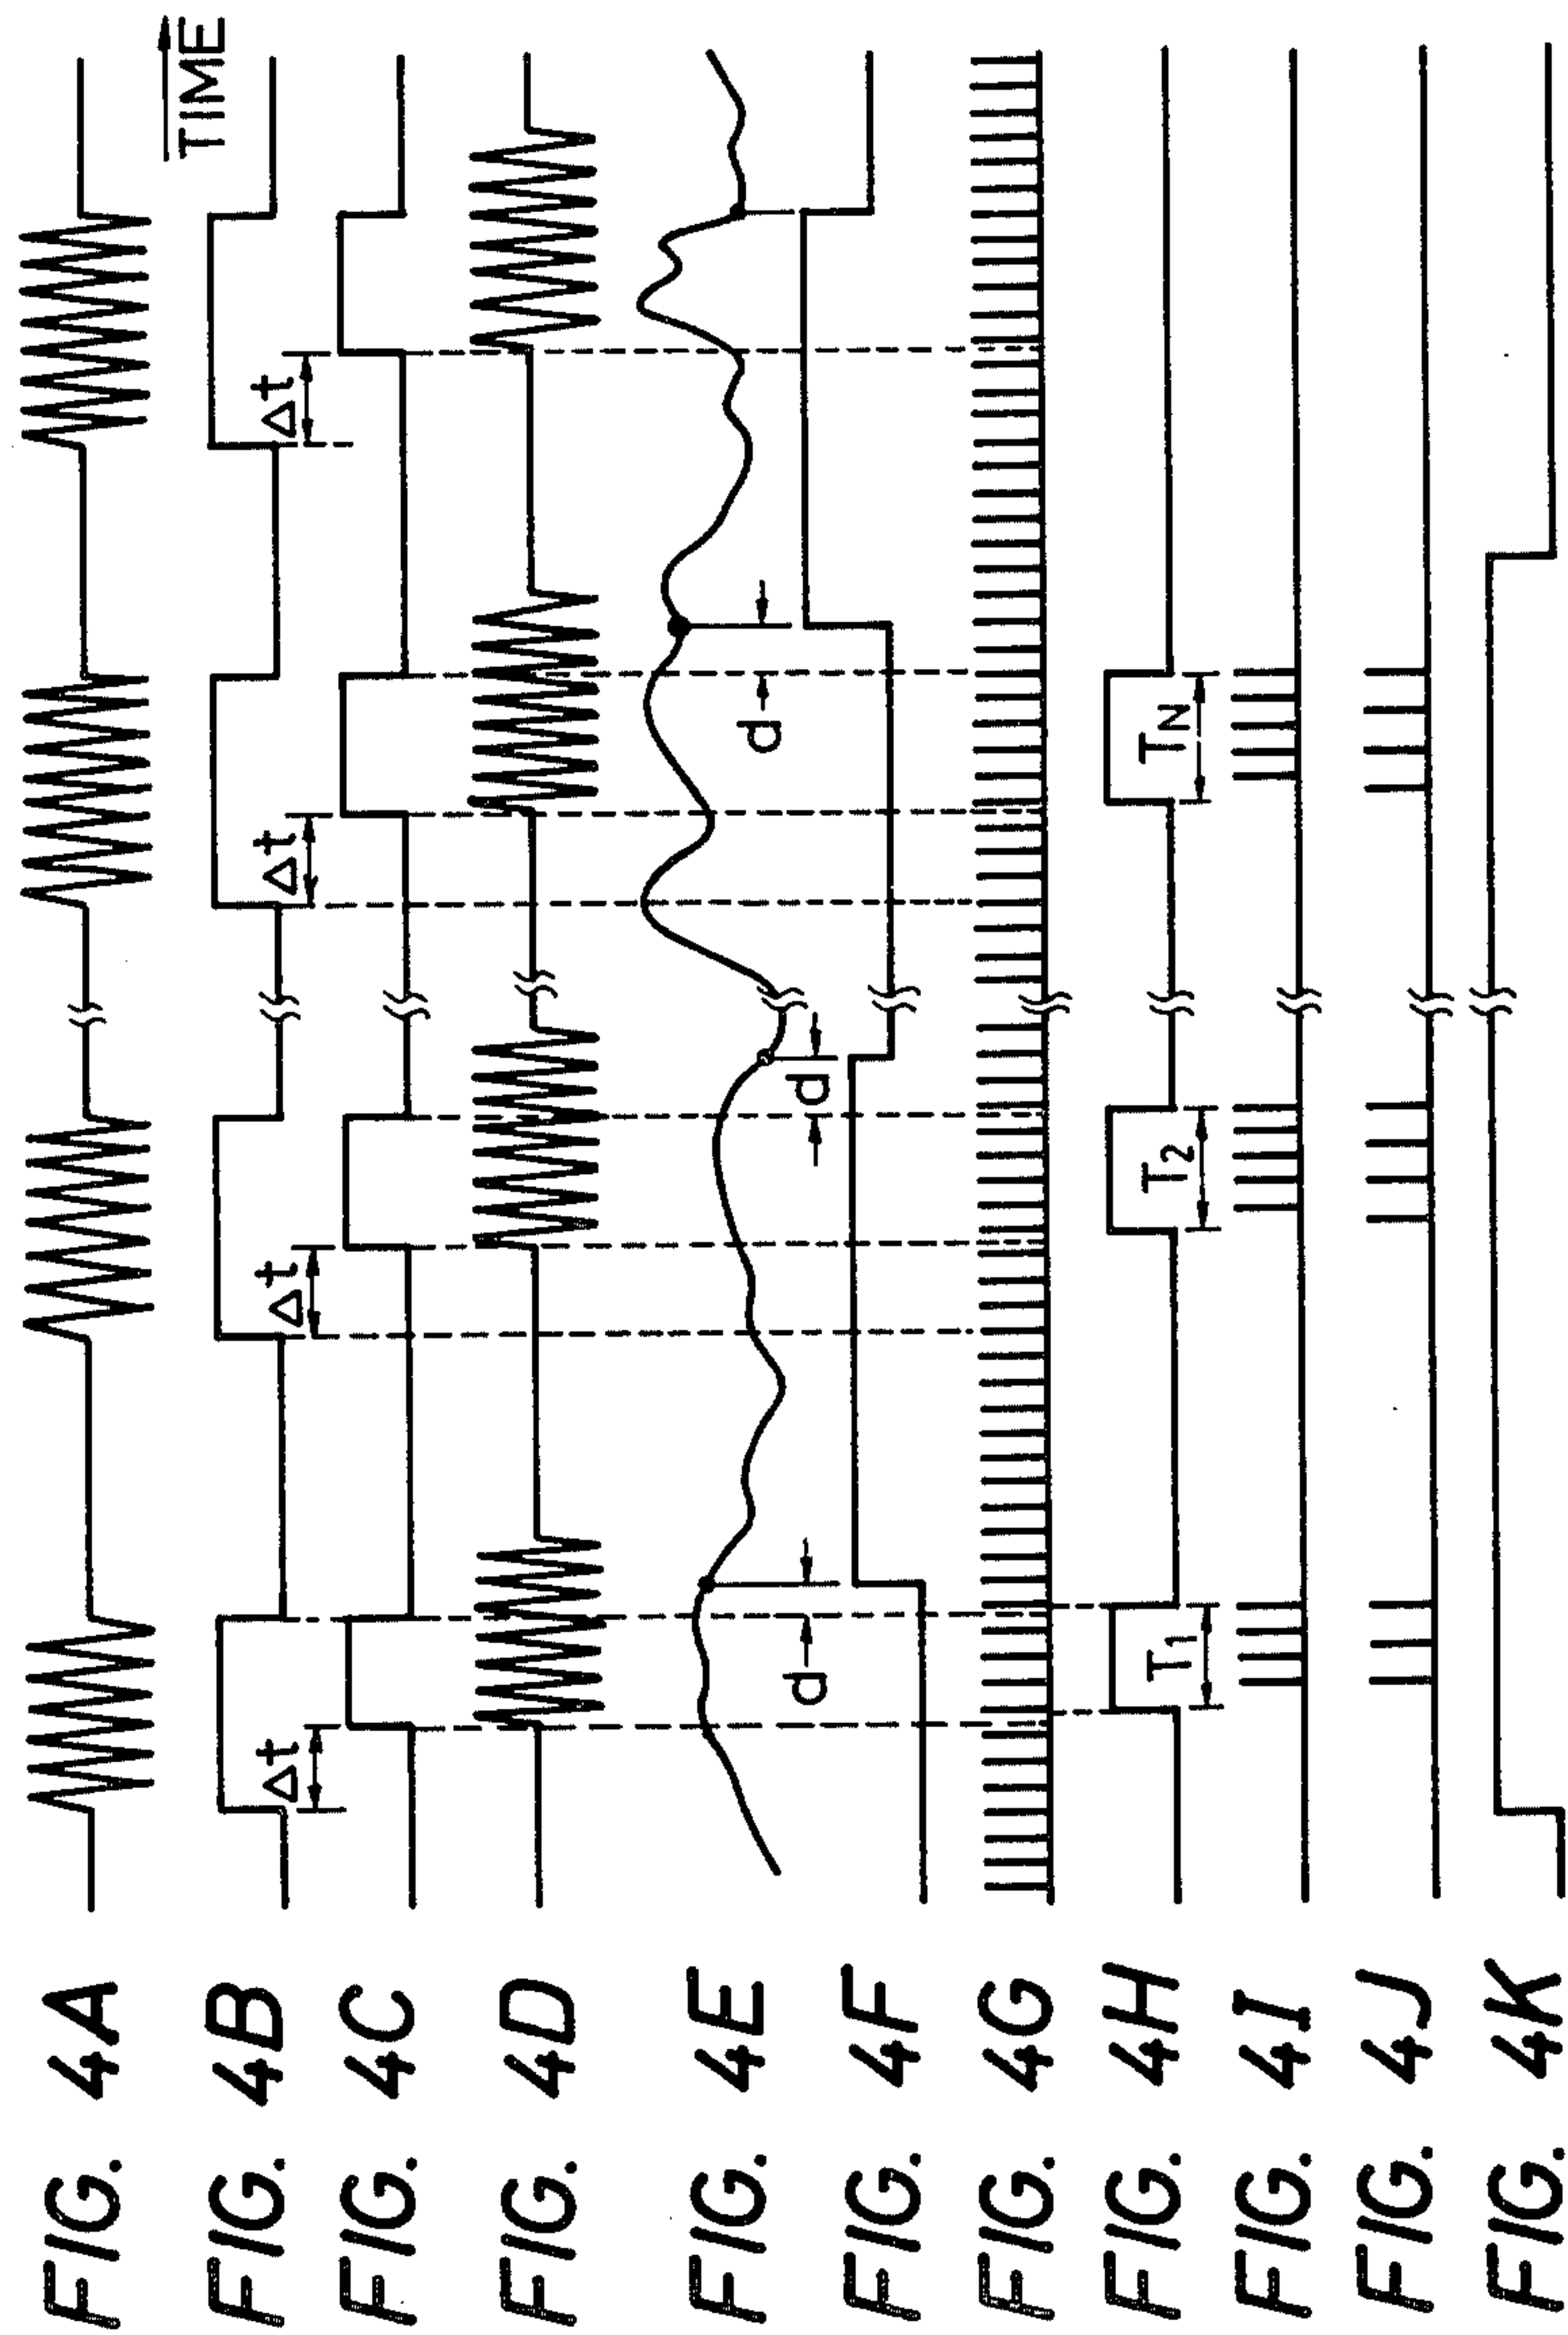 TIME
FIG. 4A
FIG. 4B
Δt Δt Δt Δt
FIG. 4C
FIG. 4D
FIG. 4E
d d d d
FIG. 4F
FIG. 4G
FIG. 4H
T1 T2 TN
FIG. 4I
FIG. 4J
FIG. 4K